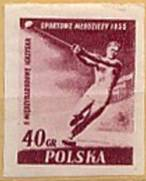 II MIĘDZYNARODOWE IGRZYSKA
SPORTOWE MŁODZIEŻY 1955
40 GR
POLSKA